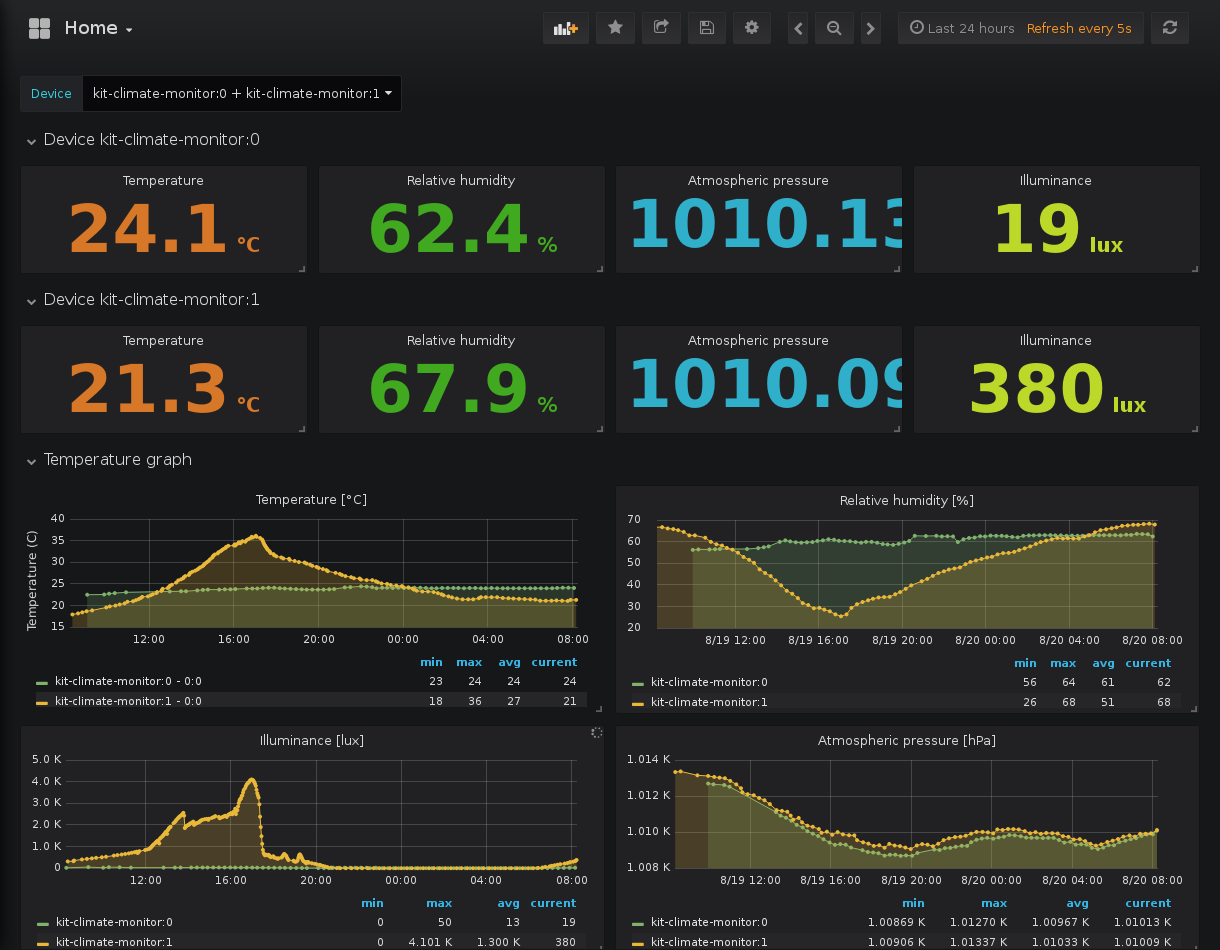 Home
Last 24 hours Refresh every 5s
Device kit-climate-monitor:0 + kit-climate-monitor:1
Device kit-climate-monitor:0
Temperature Relative humidity Atmospheric pressure Illuminance
24.1 °C 62.4 % 1010.13 19 lux
Device kit-climate-monitor:1
Temperature Relative humidity Atmospheric pressure Illuminance
21.3 °C 67.9 % 1010.09 380 lux
Temperature graph
Temperature [°C]
Temperature (C)
40
35
30
25
20
15
12:00 16:00 20:00 00:00 04:00 08:00
min max avg current
kit-climate-monitor:0 - 0:0 23 24 24 24
kit-climate-monitor:1 - 0:0 18 36 27 21
Relative humidity [%]
70
60
50
40
30
20
8/19 12:00 8/19 16:00 8/19 20:00 8/20 00:00 8/20 04:00 8/20 08:00
min max avg current
kit-climate-monitor:0 56 64 61 62
kit-climate-monitor:1 26 68 51 68
Illuminance [lux]
5.0 K
4.0 K
3.0 K
2.0 K
1.0 K
0
12:00 16:00 20:00 00:00 04:00 08:00
min max avg current
kit-climate-monitor:0 0 50 13 19
kit-climate-monitor:1 0 4.101 K 1.300 K 380
Atmospheric pressure [hPa]
1.014 K
1.012 K
1.010 K
1.008 K
8/19 12:00 8/19 16:00 8/19 20:00 8/20 00:00 8/20 04:00 8/20 08:00
min max avg current
kit-climate-monitor:0 1.00869 K 1.01270 K 1.00967 K 1.01013 K
kit-climate-monitor:1 1.00906 K 1.01337 K 1.01033 K 1.01009 K